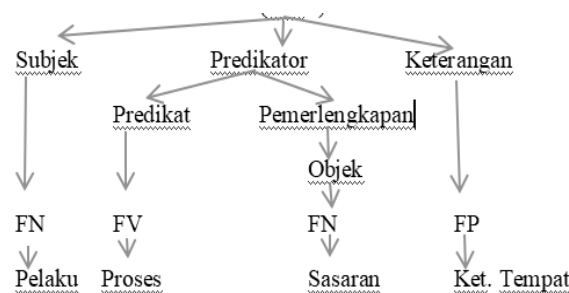 Subjek Predikator Keterangan
Predikat Pemerlengkapan
Objek
FN FV FN FP
Pelaku Proses Sasaran Ket. Tempat